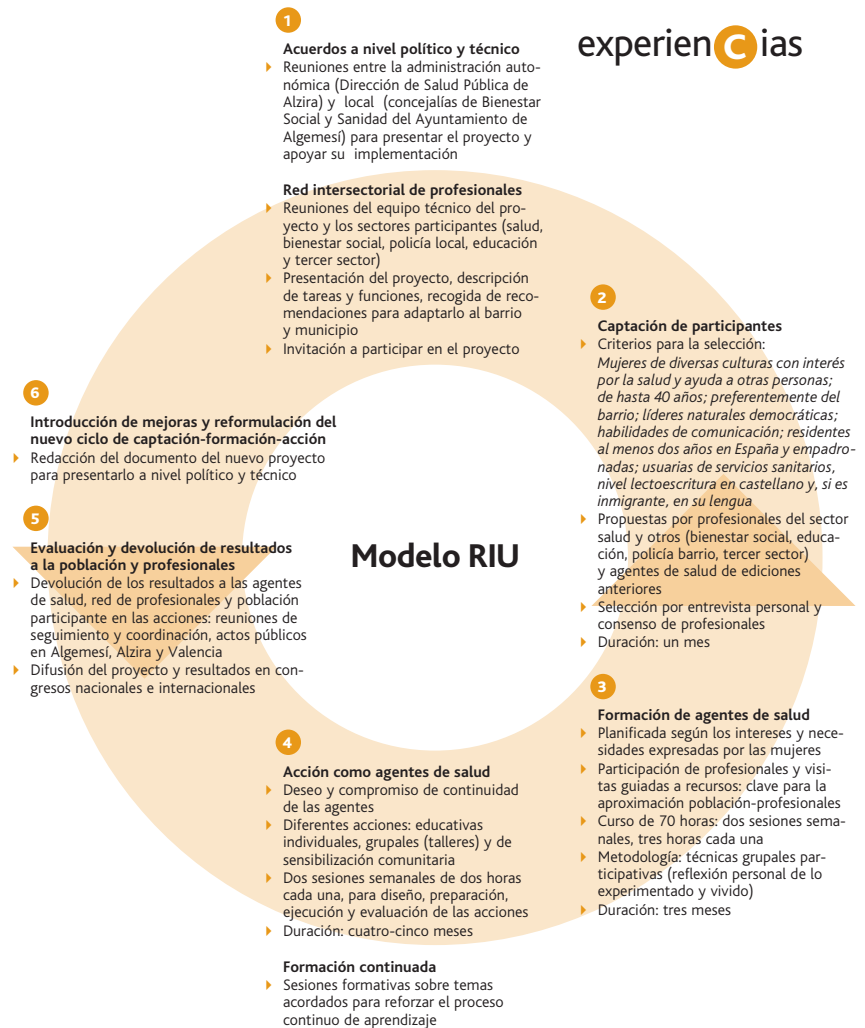 experiencias
1
Acuerdos a nivel político y técnico
Reuniones entre la administración auto-
nómica (Dirección de Salud Pública de
Alzira) y local (concejalías de Bienestar
Social y Sanidad del Ayuntamiento de
Algemesí) para presentar el proyecto y
apoyar su implementación
Red intersectorial de profesionales
Reuniones del equipo técnico del pro-
yecto y los sectores participantes (salud,
bienestar social, policía local, educación
y tercer sector)
Presentación del proyecto, descripción
de tareas y funciones, recogida de reco-
mendaciones para adaptarlo al barrio
y municipio
Invitación a participar en el proyecto
2
Captación de participantes
Criterios para la selección:
Mujeres de diversas culturas con interés
por la salud y ayuda a otras personas;
de hasta 40 años; preferentemente del
barrio; líderes naturales democráticas;
habilidades de comunicación; residentes
al menos dos años en España y empadro-
nadas; usuarias de servicios sanitarios,
nivel lectoescritura en castellano y, si es
inmigrante, en su lengua
Propuestas por profesionales del sector
salud y otros (bienestar social, educa-
ción, policía barrio, tercer sector)
y agentes de salud de ediciones
anteriores
Selección por entrevista personal y
consenso de profesionales
Duración: un mes
3
Formación de agentes de salud
Planificada según los intereses y nece-
sidades expresadas por las mujeres
Participación de profesionales y visi-
tas guiadas a recursos: clave para la
aproximación población-profesionales
Curso de 70 horas: dos sesiones sema-
nales, tres horas cada una
Metodología: técnicas grupales par-
ticipativas (reflexión personal de lo
experimentado y vivido)
Duración: tres meses
4
Acción como agentes de salud
Deseo y compromiso de continuidad
de las agentes
Diferentes acciones: educativas
individuales, grupales (talleres) y de
sensibilización comunitaria
Dos sesiones semanales de dos horas
cada una, para diseño, preparación,
ejecución y evaluación de las acciones
Duración: cuatro-cinco meses
Formación continuada
Sesiones formativas sobre temas
acordados para reforzar el proceso
continuo de aprendizaje
5
Evaluación y devolución de resultados
a la población y profesionales
Devolución de los resultados a las agentes
de salud, red de profesionales y población
participante en las acciones: reuniones de
seguimiento y coordinación, actos públicos
en Algemesí, Alzira y Valencia
Difusión del proyecto y resultados en con-
gresos nacionales e internacionales
6
Introducción de mejoras y reformulación del
nuevo ciclo de captación-formación-acción
Redacción del documento del nuevo proyecto
para presentarlo a nivel político y técnico
Modelo RIU